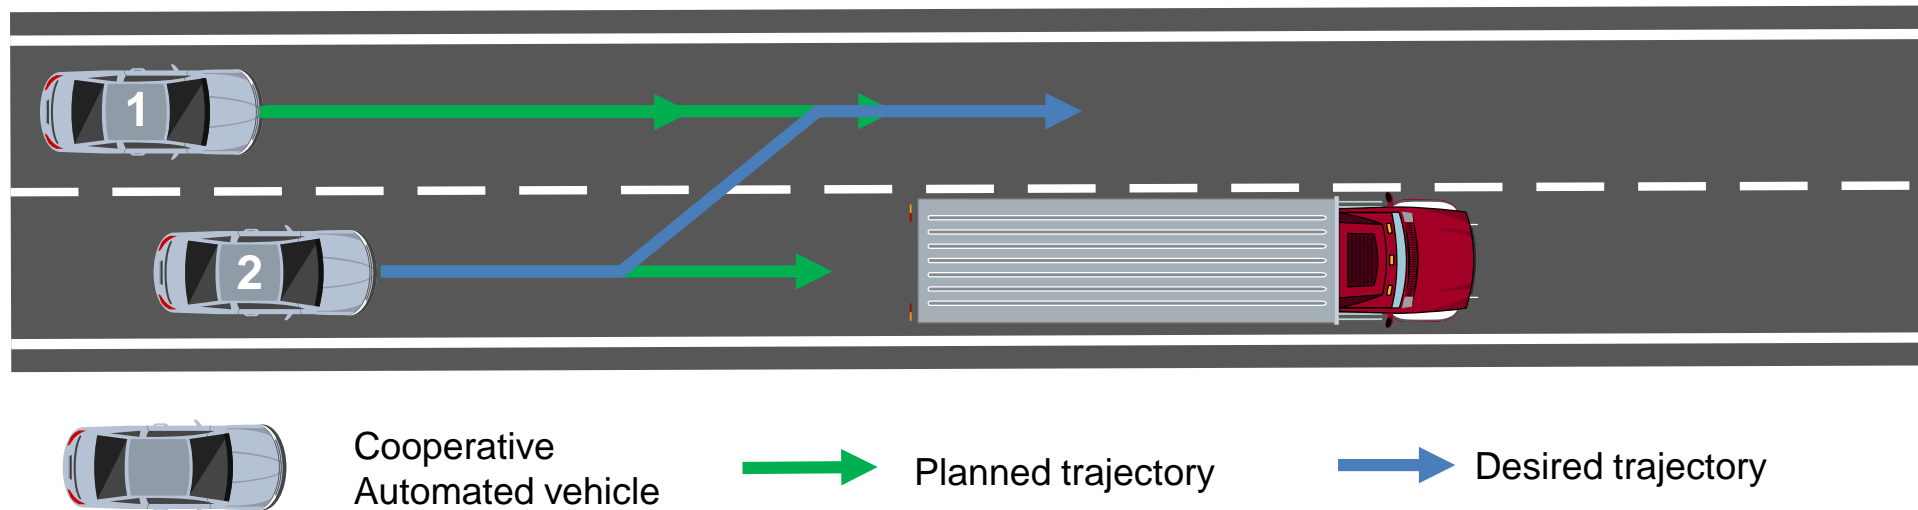 1
2
Cooperative
Automated vehicle
Planned trajectory
Desired trajectory